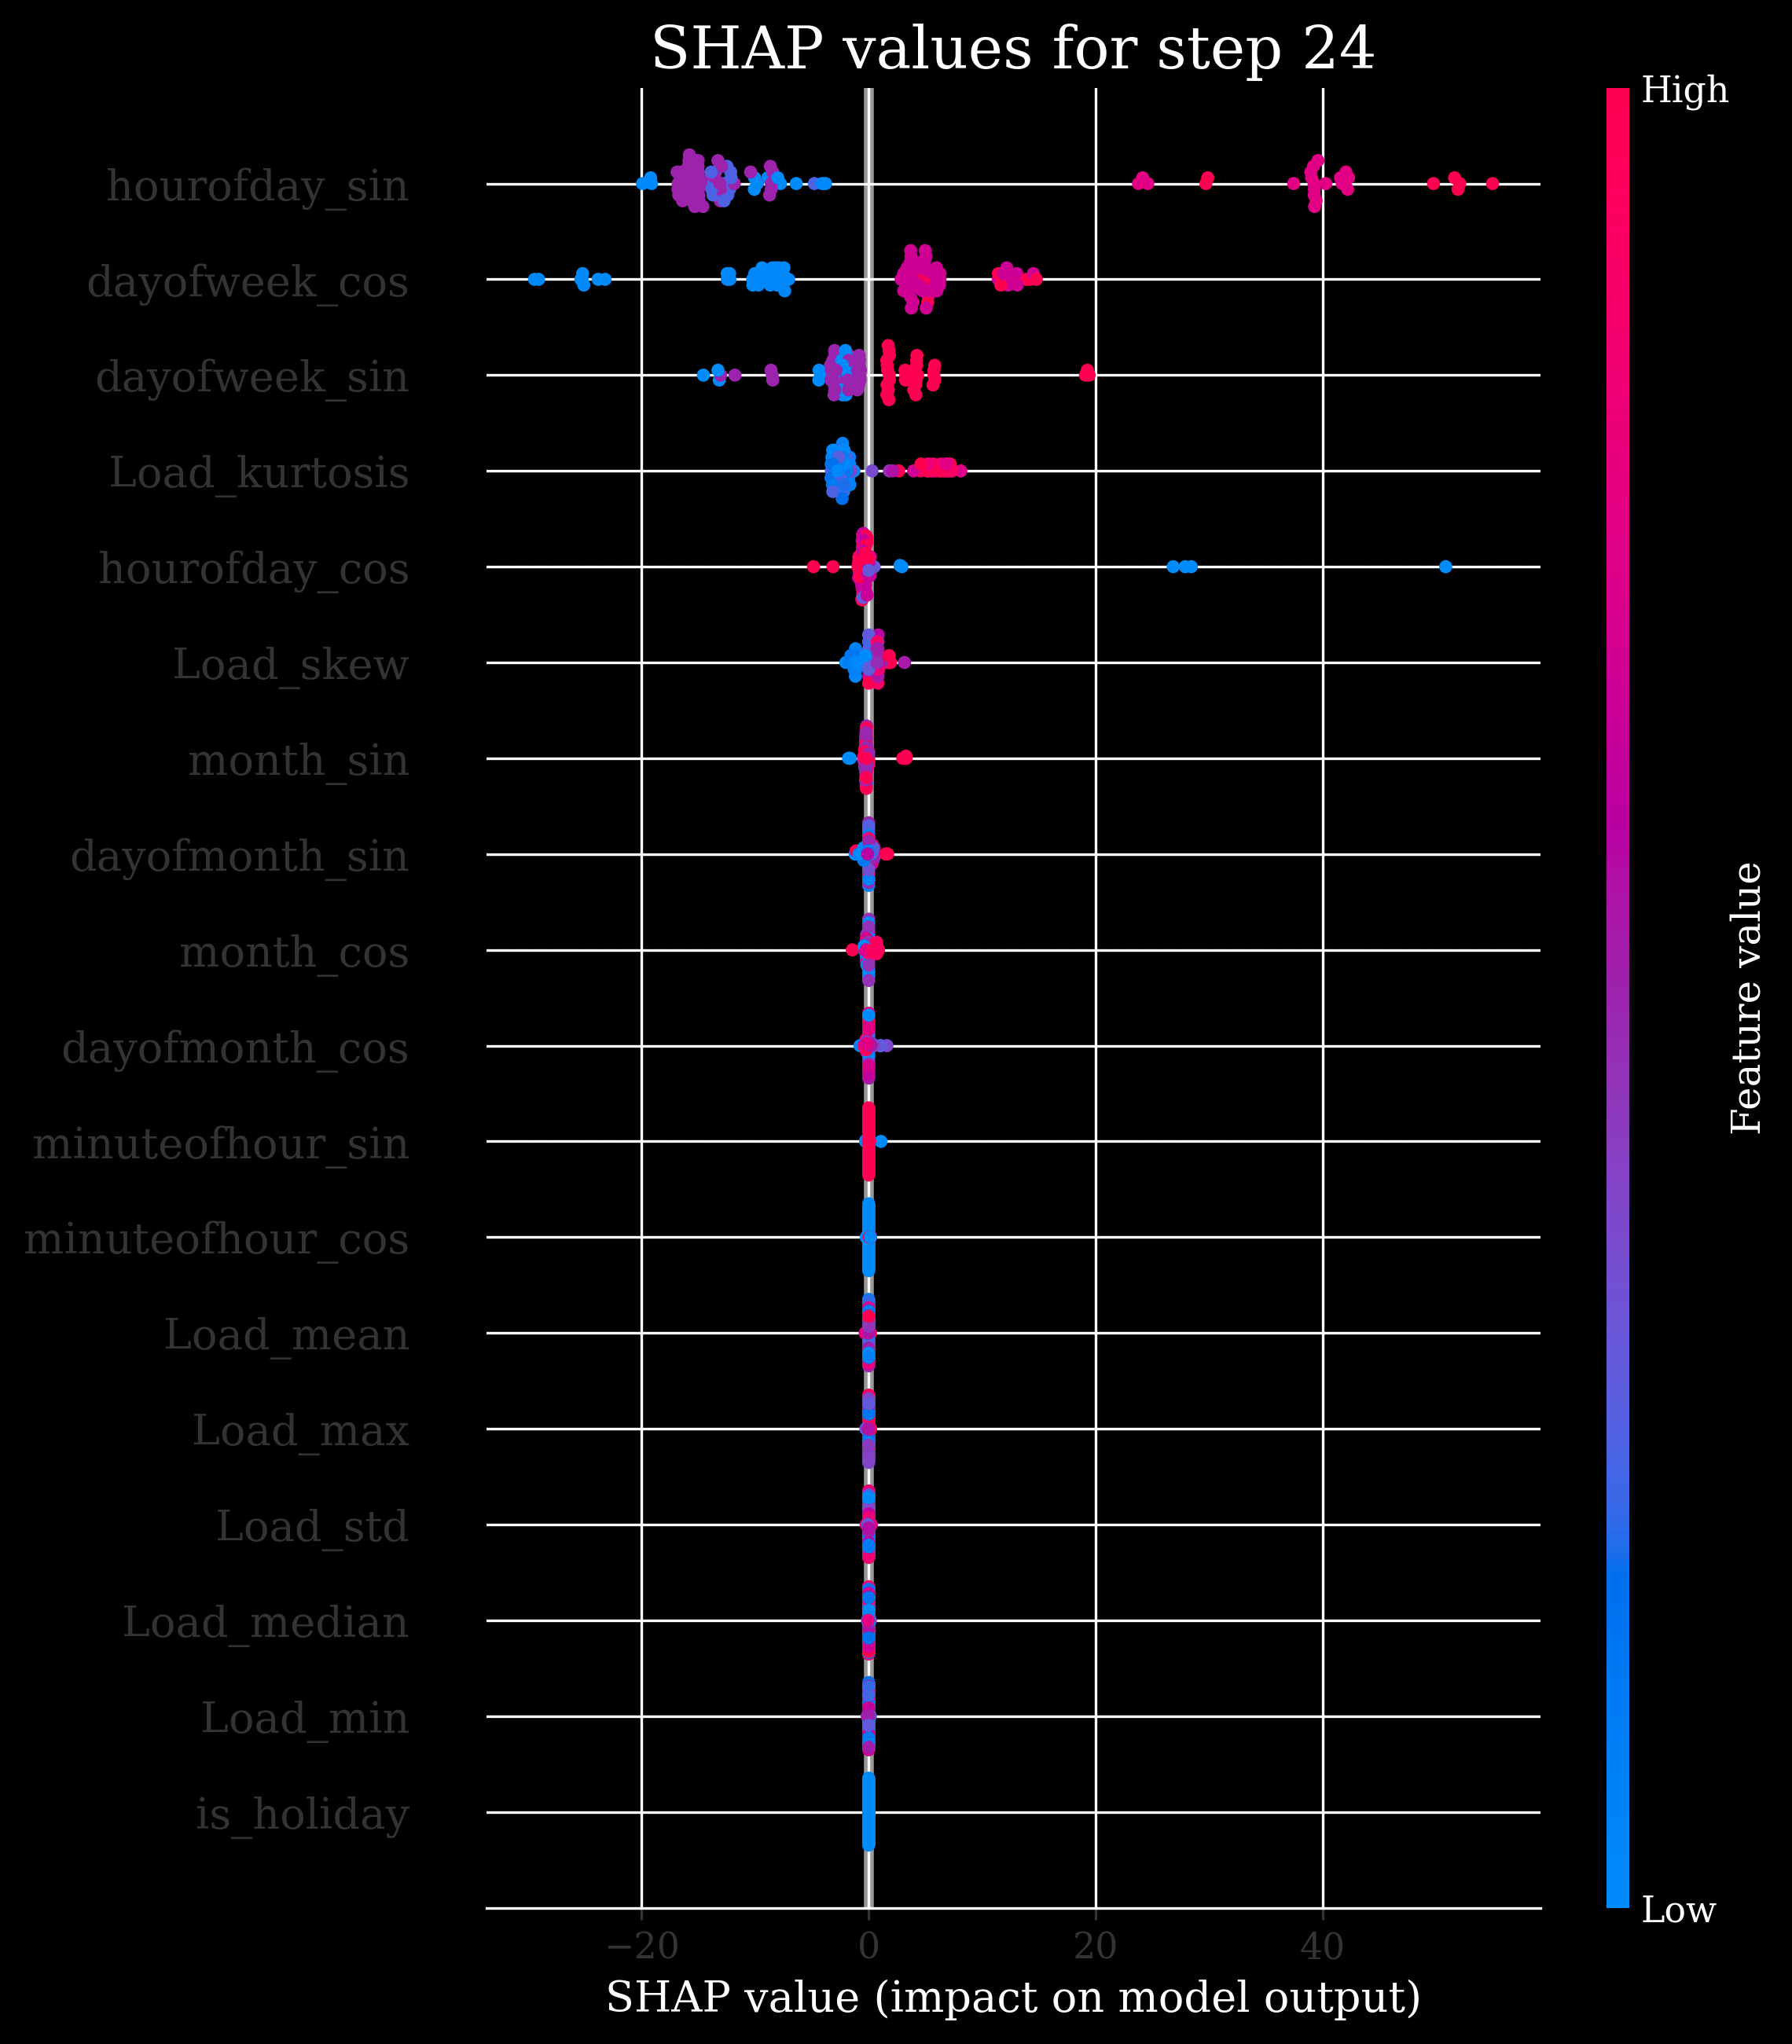 SHAP values for step 24
High
hourofday_sin
dayofweek_cos
dayofweek_sin
Load_kurtosis
hourofday_cos
Load_skew
month_sin
dayofmonth_sin
month_cos
dayofmonth_cos
minuteofhour_sin
minuteofhour_cos
Load_mean
Load_max
Load_std
Load_median
Load_min
is_holiday
Feature value
Low
−20 0 20 40
SHAP value (impact on model output)